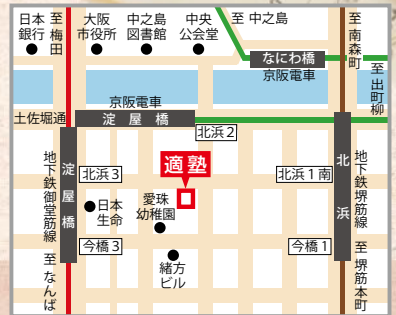 日本
銀行
至梅田
大阪
市役所
中之島
図書館
中央
公会堂
至 中之島
なにわ橋
京阪電車
至南森町
至出町柳
京阪電車
土佐堀通
淀屋橋
北浜2
地下鉄御堂筋線
淀屋橋
北浜3
適塾
北浜1南
北浜
地下鉄堺筋線
日本
生命
愛珠
幼稚園
今橋3
今橋1
緒方
ビル
至なんば
至堺筋本町